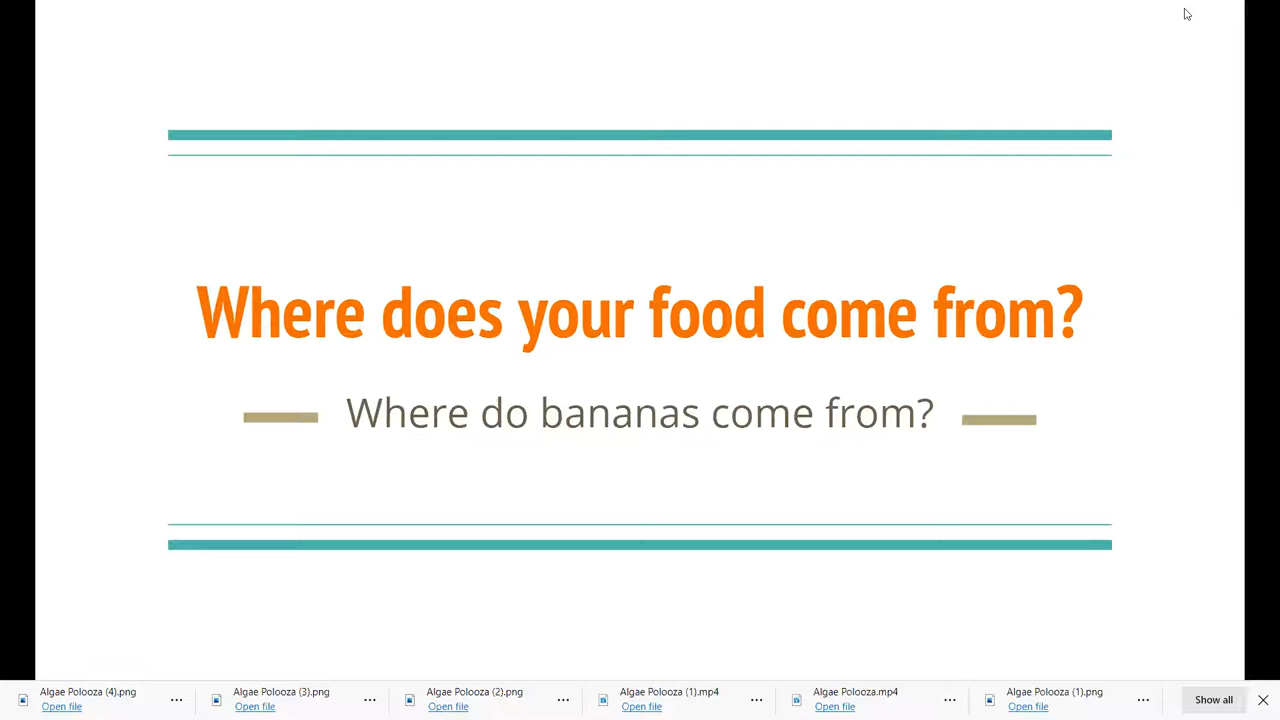 Where does your food come from?
Where do bananas come from?
Algae Polooza (4).png
Open file
Algae Polooza (3).png
Open file
Algae Polooza (2).png
Open file
Algae Polooza (1).mp4
Open file
Algae Polooza.mp4
Open file
Algae Polooza (1).png
Open file
Show all